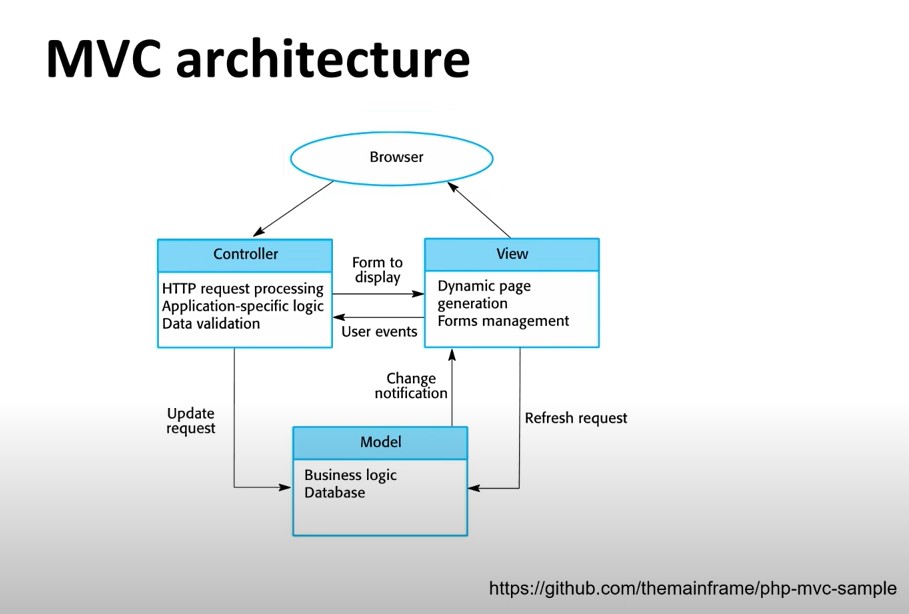 MVC architecture
Browser
Controller
HTTP request processing
Application-specific logic
Data validation
Form to
display
User events
View
Dynamic page
generation
Forms management
Update
request
Change
notification
Refresh request
Model
Business logic
Database
https://github.com/themainframe/php-mvc-sample